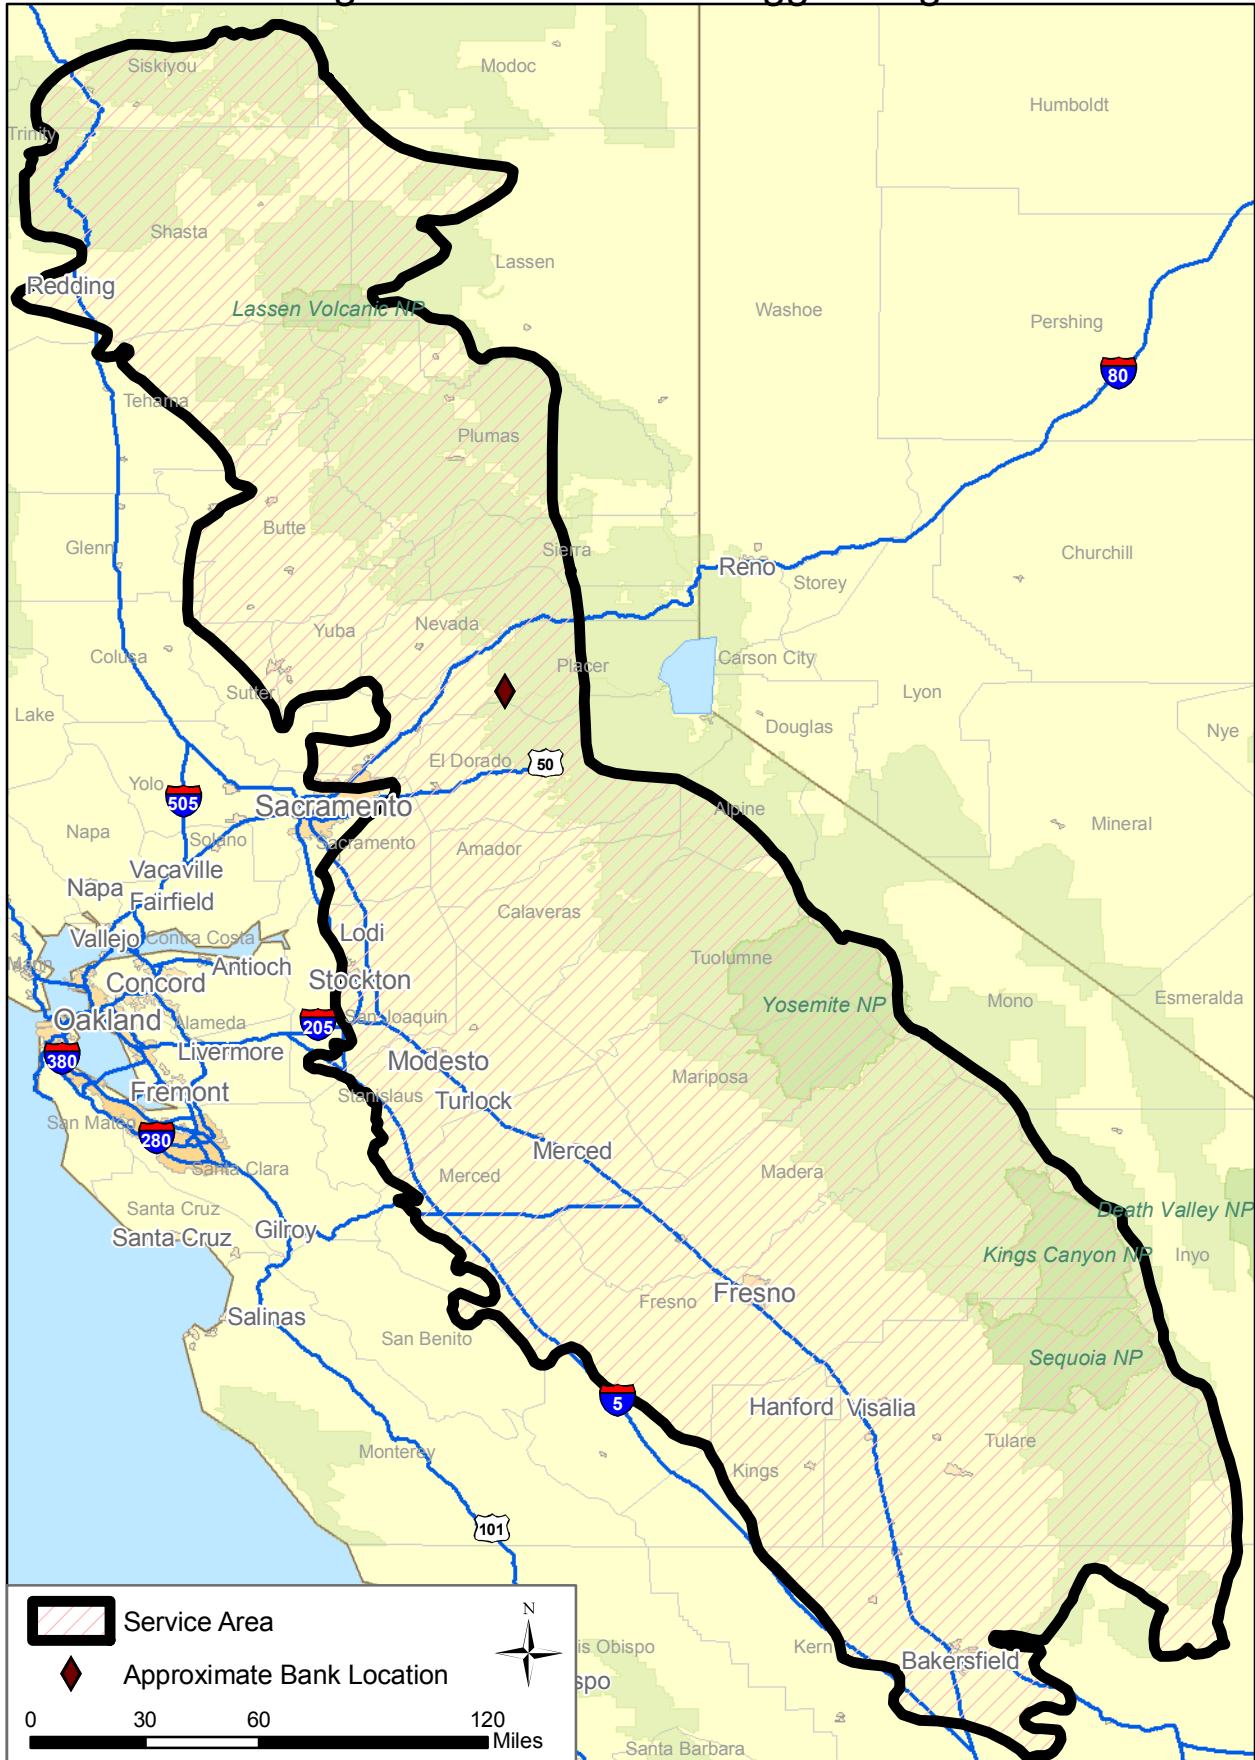 Siskiyou
Modoc
Humboldt
Trinity
Shasta
Lassen
Redding
Lassen Volcanic NP
Washoe
Pershing
80
Tehama
Plumas
Butte
Glenn
Sierra
Churchill
Reno
Storey
Yuba
Nevada
Colusa
Placer
Carson City
Sutter
Lyon
Lake
Douglas
Nye
El Dorado
50
Yolo
505
Sacramento
Alpine
Mineral
Napa
Solano
Sacramento
Amador
Vacaville
Napa
Fairfield
Calaveras
Vallejo
Contra Costa
Lodi
Marin
Antioch
Tuolumne
Concord
Stockton
Yosemite NP
Mono
Esmeralda
Oakland
Alameda
205
San Joaquin
380
Livermore
Modesto
Mariposa
Fremont
Stanislaus
Turlock
San Mateo
280
Merced
Santa Clara
Merced
Madera
Santa Cruz
Death Valley NP
Santa Cruz
Gilroy
Kings Canyon NP
Inyo
Fresno
Fresno
Salinas
San Benito
Sequoia NP
5
Hanford
Visalia
Monterey
Tulare
Kings
101
Service Area
N
is Obispo
Kern
Approximate Bank Location
spo
Bakersfield
0 30 60 120
Miles
Santa Barbara